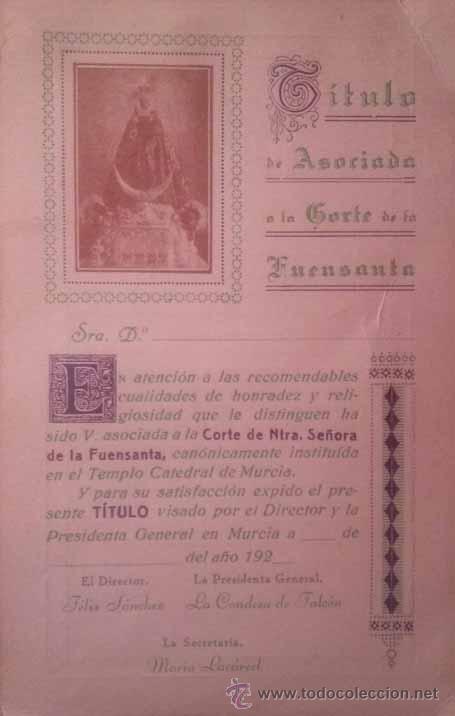 Título
de Asociada
a la Corte de la
Fuensanta
Sra. D.ª
EN atención a las recomendables
cualidades de honradez y reli-
giosidad que le distinguen ha
sido V. asociada a la Corte de Ntra. Señora
de la Fuensanta, canónicamente instituída
en el Templo Catedral de Murcia.
Y para su satisfacción expido el pre-
sente TÍTULO visado por el Director y la
Presidenta General en Murcia a ____ de
____ del año 192__
El Director, La Presidenta General,
Félix Sánchez La Condesa de Falcón
La Secretaria,
María Lacárcel
www.todocoleccion.net